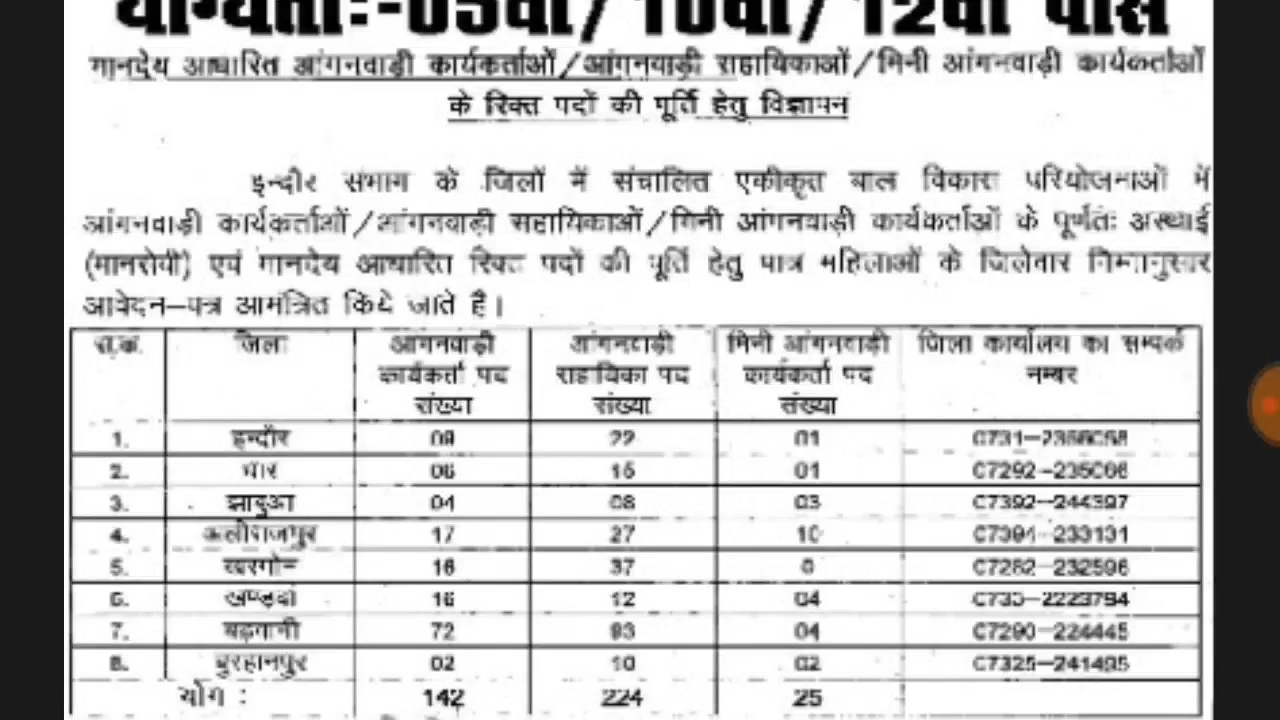 योग्यताः-05वी/10वी/12वी पास
मानदेय आधारित आंगनवाड़ी कार्यकर्ताओं/आंगनवाड़ी सहायिकाओं/मिनी आंगनवाड़ी कार्यकर्ताओं
के रिक्त पदों की पूर्ति हेतु विज्ञापन
इन्दौर संभाग के जिलों में संचालित एकीकृत बाल विकास परियोजनाओं में
आंगनवाड़ी कार्यकर्ताओं/आंगनवाड़ी सहायिकाओं/मिनी आंगनवाड़ी कार्यकर्ताओं के पूर्णतः अस्थाई
(मानसेवी) एवं मानदेय आधारित रिक्त पदों की पूर्ति हेतु पात्र महिलाओं के जिलेवार निम्नानुसार
आवेदन–पत्र आमंत्रित किये जाते है।
स.क्र. जिला आंगनवाड़ी कार्यकर्ता पद संख्या आंगनवाड़ी सहायिका पद संख्या मिनी आंगनवाड़ी कार्यकर्ता पद संख्या जिला कार्यालय का सम्पर्क नम्बर
1. इन्दौर 22 01
2. धार 06 15 01
3. झाबुआ 04 08 03 07392–244397
4. अलीराजपुर 17 27 10 07394–233131
5. खरगोन 16 37 0 07282–232596
6. खण्डवा 16 12 04
7. बड़वानी 72 93 04 07290–224445
8. बुरहानपुर 02 10 02 07325–241495
योग : 142 224 25